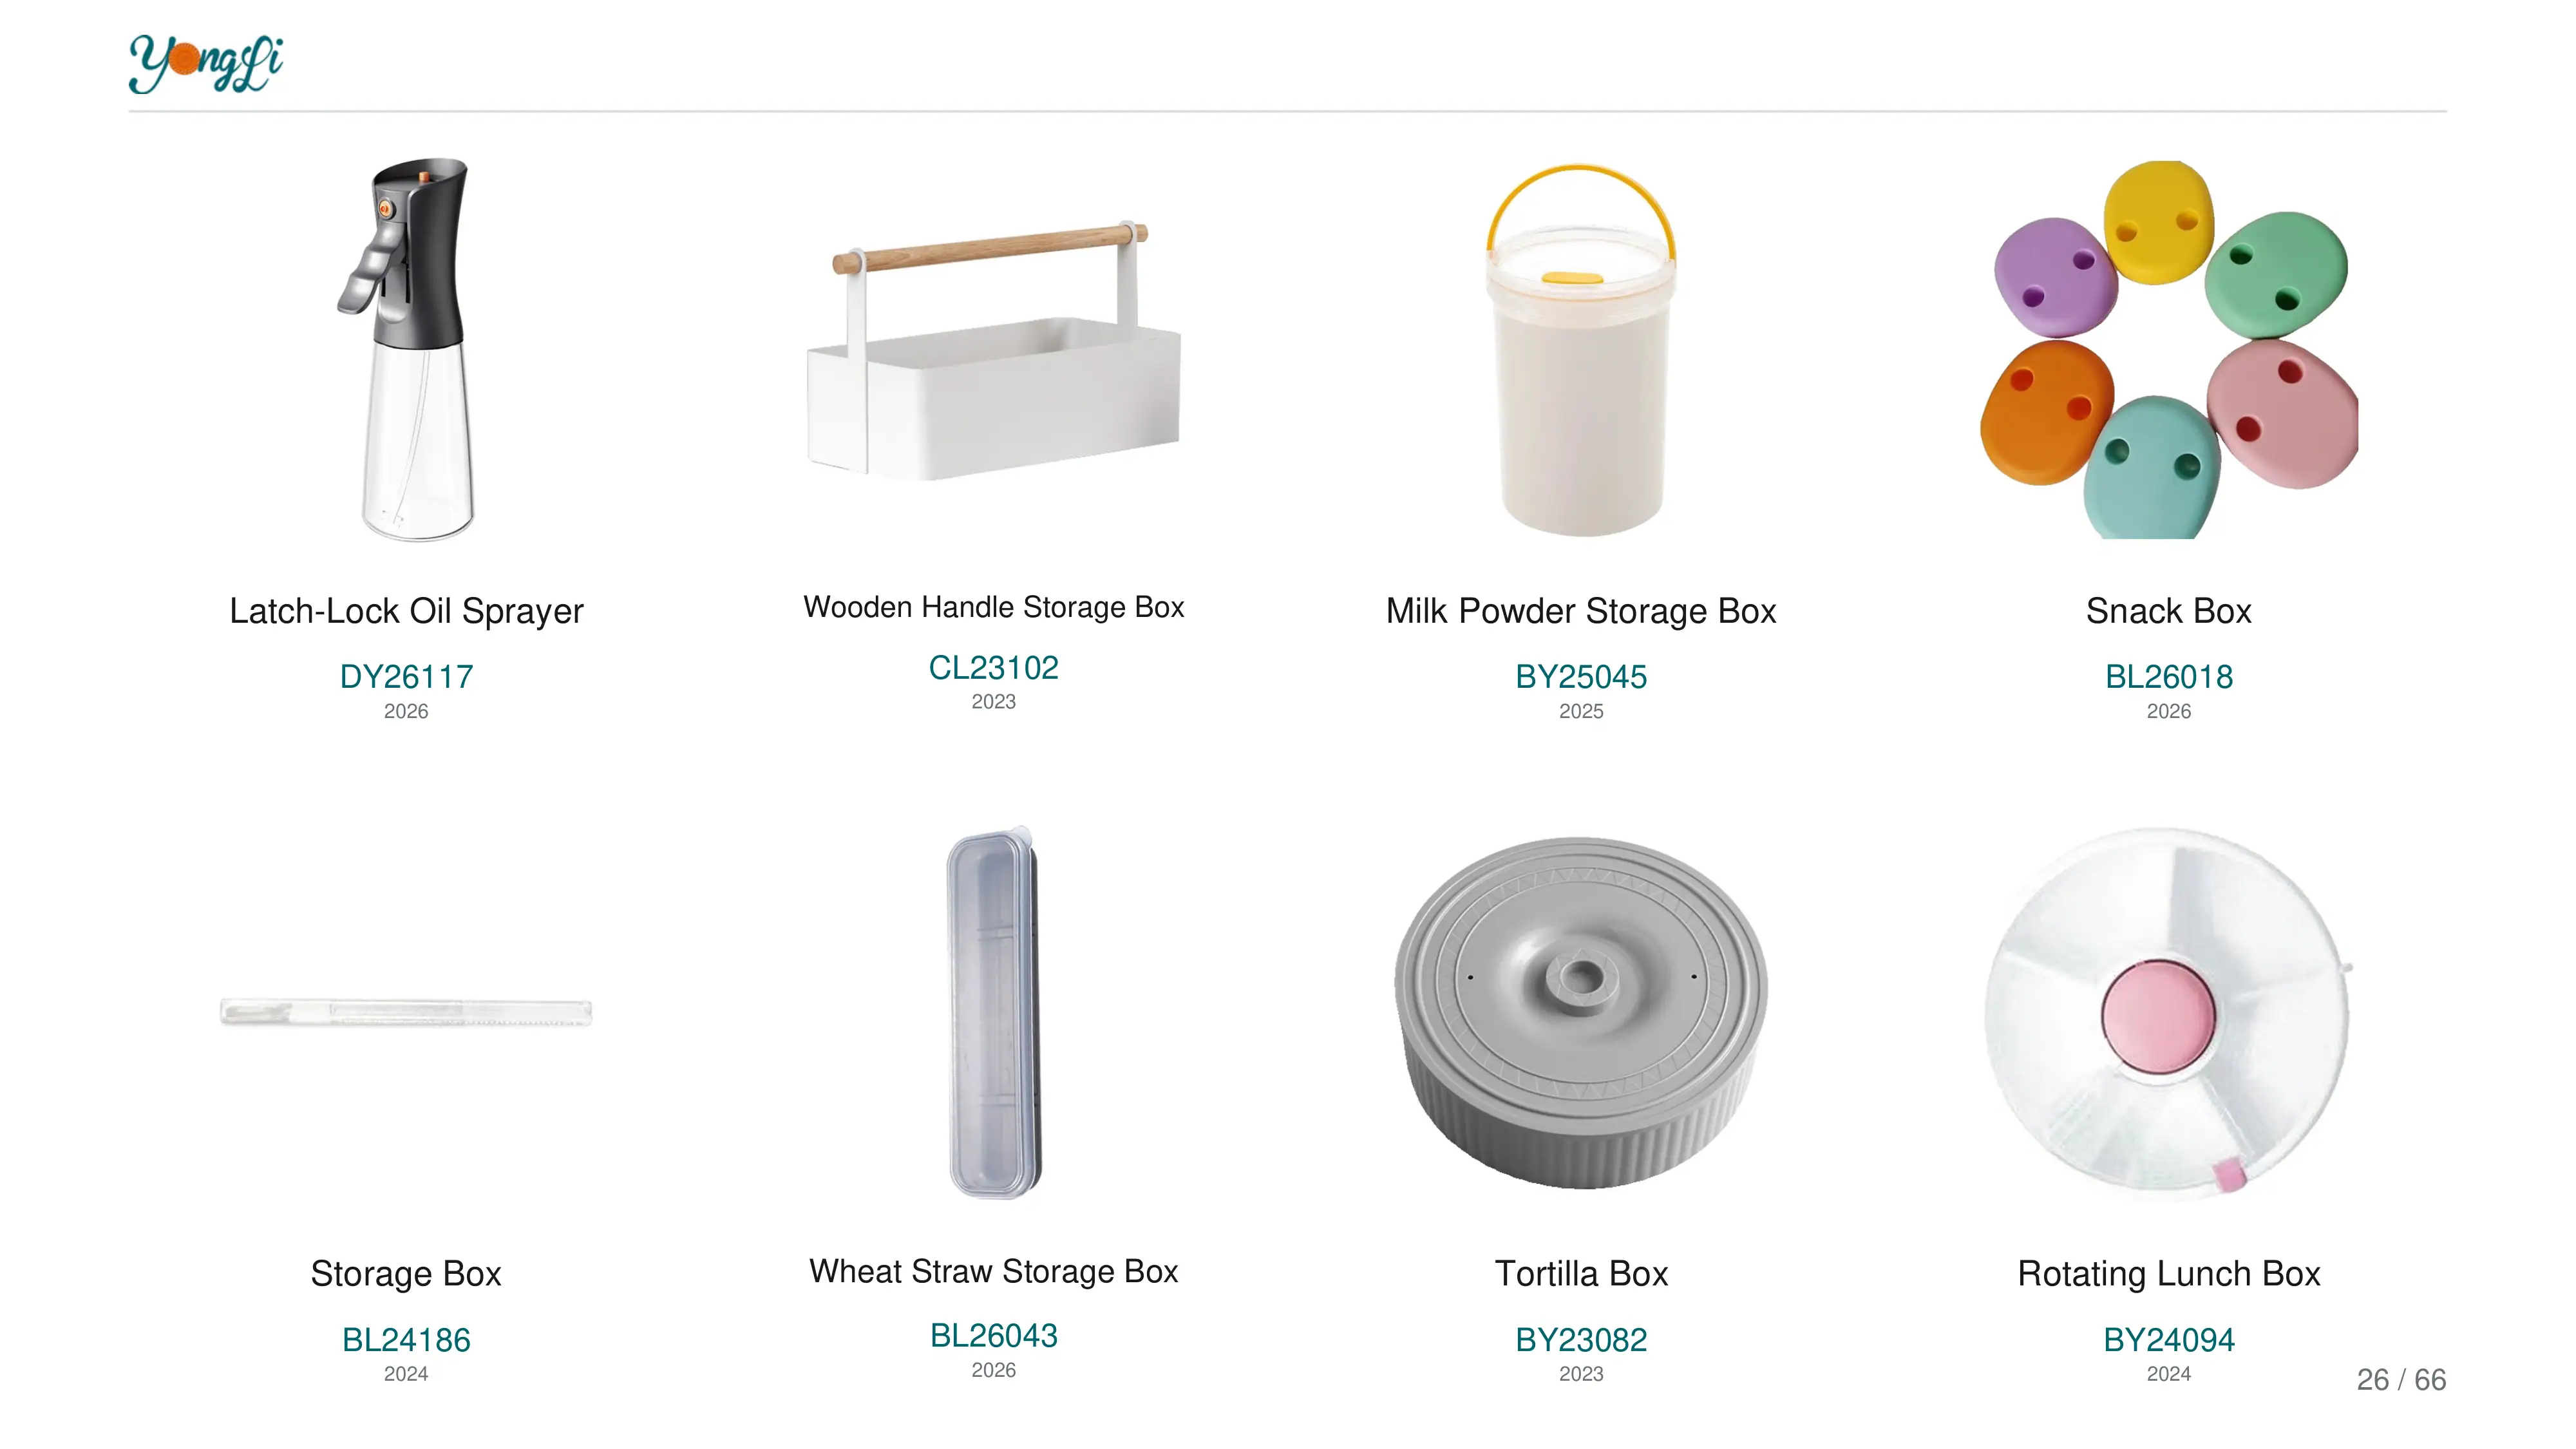 YongLi
Latch-Lock Oil Sprayer
DY26117
2026
Wooden Handle Storage Box
CL23102
2023
Milk Powder Storage Box
BY25045
2025
Snack Box
BL26018
2026
Storage Box
BL24186
2024
Wheat Straw Storage Box
BL26043
2026
Tortilla Box
BY23082
2023
Rotating Lunch Box
BY24094
2024
26 / 66